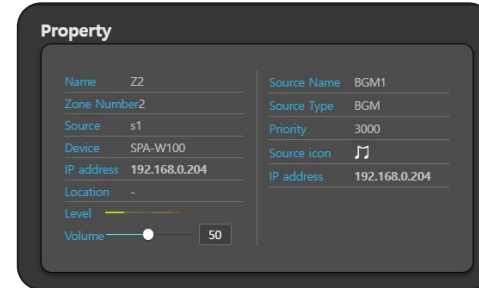 Property
Name Z2
Zone Number2
Source s1
Device SPA-W100
IP address 192.168.0.204
Location -
Level
Volume 50
Source Name BGM1
Source Type BGM
Priority 3000
Source icon
IP address 192.168.0.204